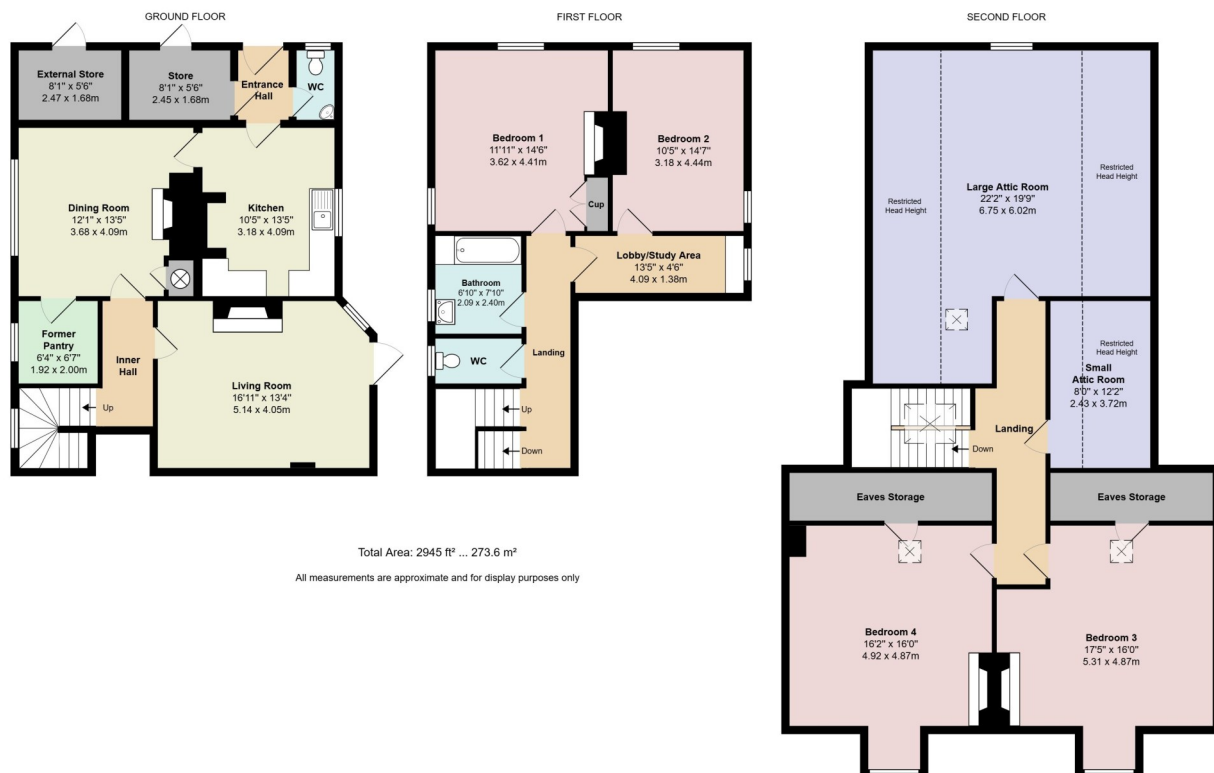 GROUND FLOOR
External Store
8'1" x 5'6"
2.47 x 1.68m
Store
8'1" x 5'6"
2.45 x 1.68m
Entrance
Hall
WC
Dining Room
12'1" x 13'5"
3.68 x 4.09m
Kitchen
10'5" x 13'5"
3.18 x 4.09m
Former
Pantry
6'4" x 6'7"
1.92 x 2.00m
Inner
Hall
Up
Living Room
16'11" x 13'4"
5.14 x 4.05m
FIRST FLOOR
Bedroom 1
11'11" x 14'6"
3.62 x 4.41m
Bedroom 2
10'5" x 14'7"
3.18 x 4.44m
Cup
Lobby/Study Area
13'5" x 4'6"
4.09 x 1.38m
Bathroom
6'10" x 7'10"
2.09 x 2.40m
WC
Landing
Up
Down
SECOND FLOOR
Restricted
Head Height
Large Attic Room
22'2" x 19'9"
6.75 x 6.02m
Restricted
Head Height
Restricted
Head Height
Small
Attic Room
8'0" x 12'2"
2.43 x 3.72m
Landing
Down
Eaves Storage
Eaves Storage
Bedroom 4
16'2" x 16'0"
4.92 x 4.87m
Bedroom 3
17'5" x 16'0"
5.31 x 4.87m
Total Area: 2945 ft² ... 273.6 m²
All measurements are approximate and for display purposes only